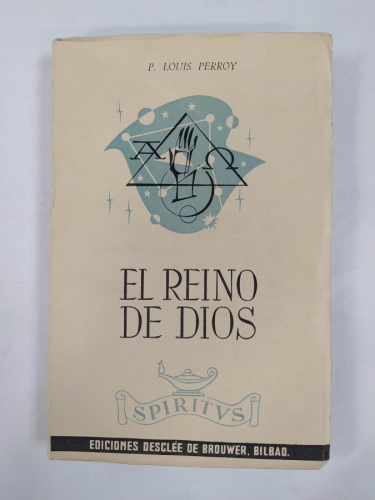 P. LOUIS PERROY
Α Ω
EL REINO
DE DIOS
SPIRITVS
EDICIONES DESCLÉE DE BROUWER, BILBAO.